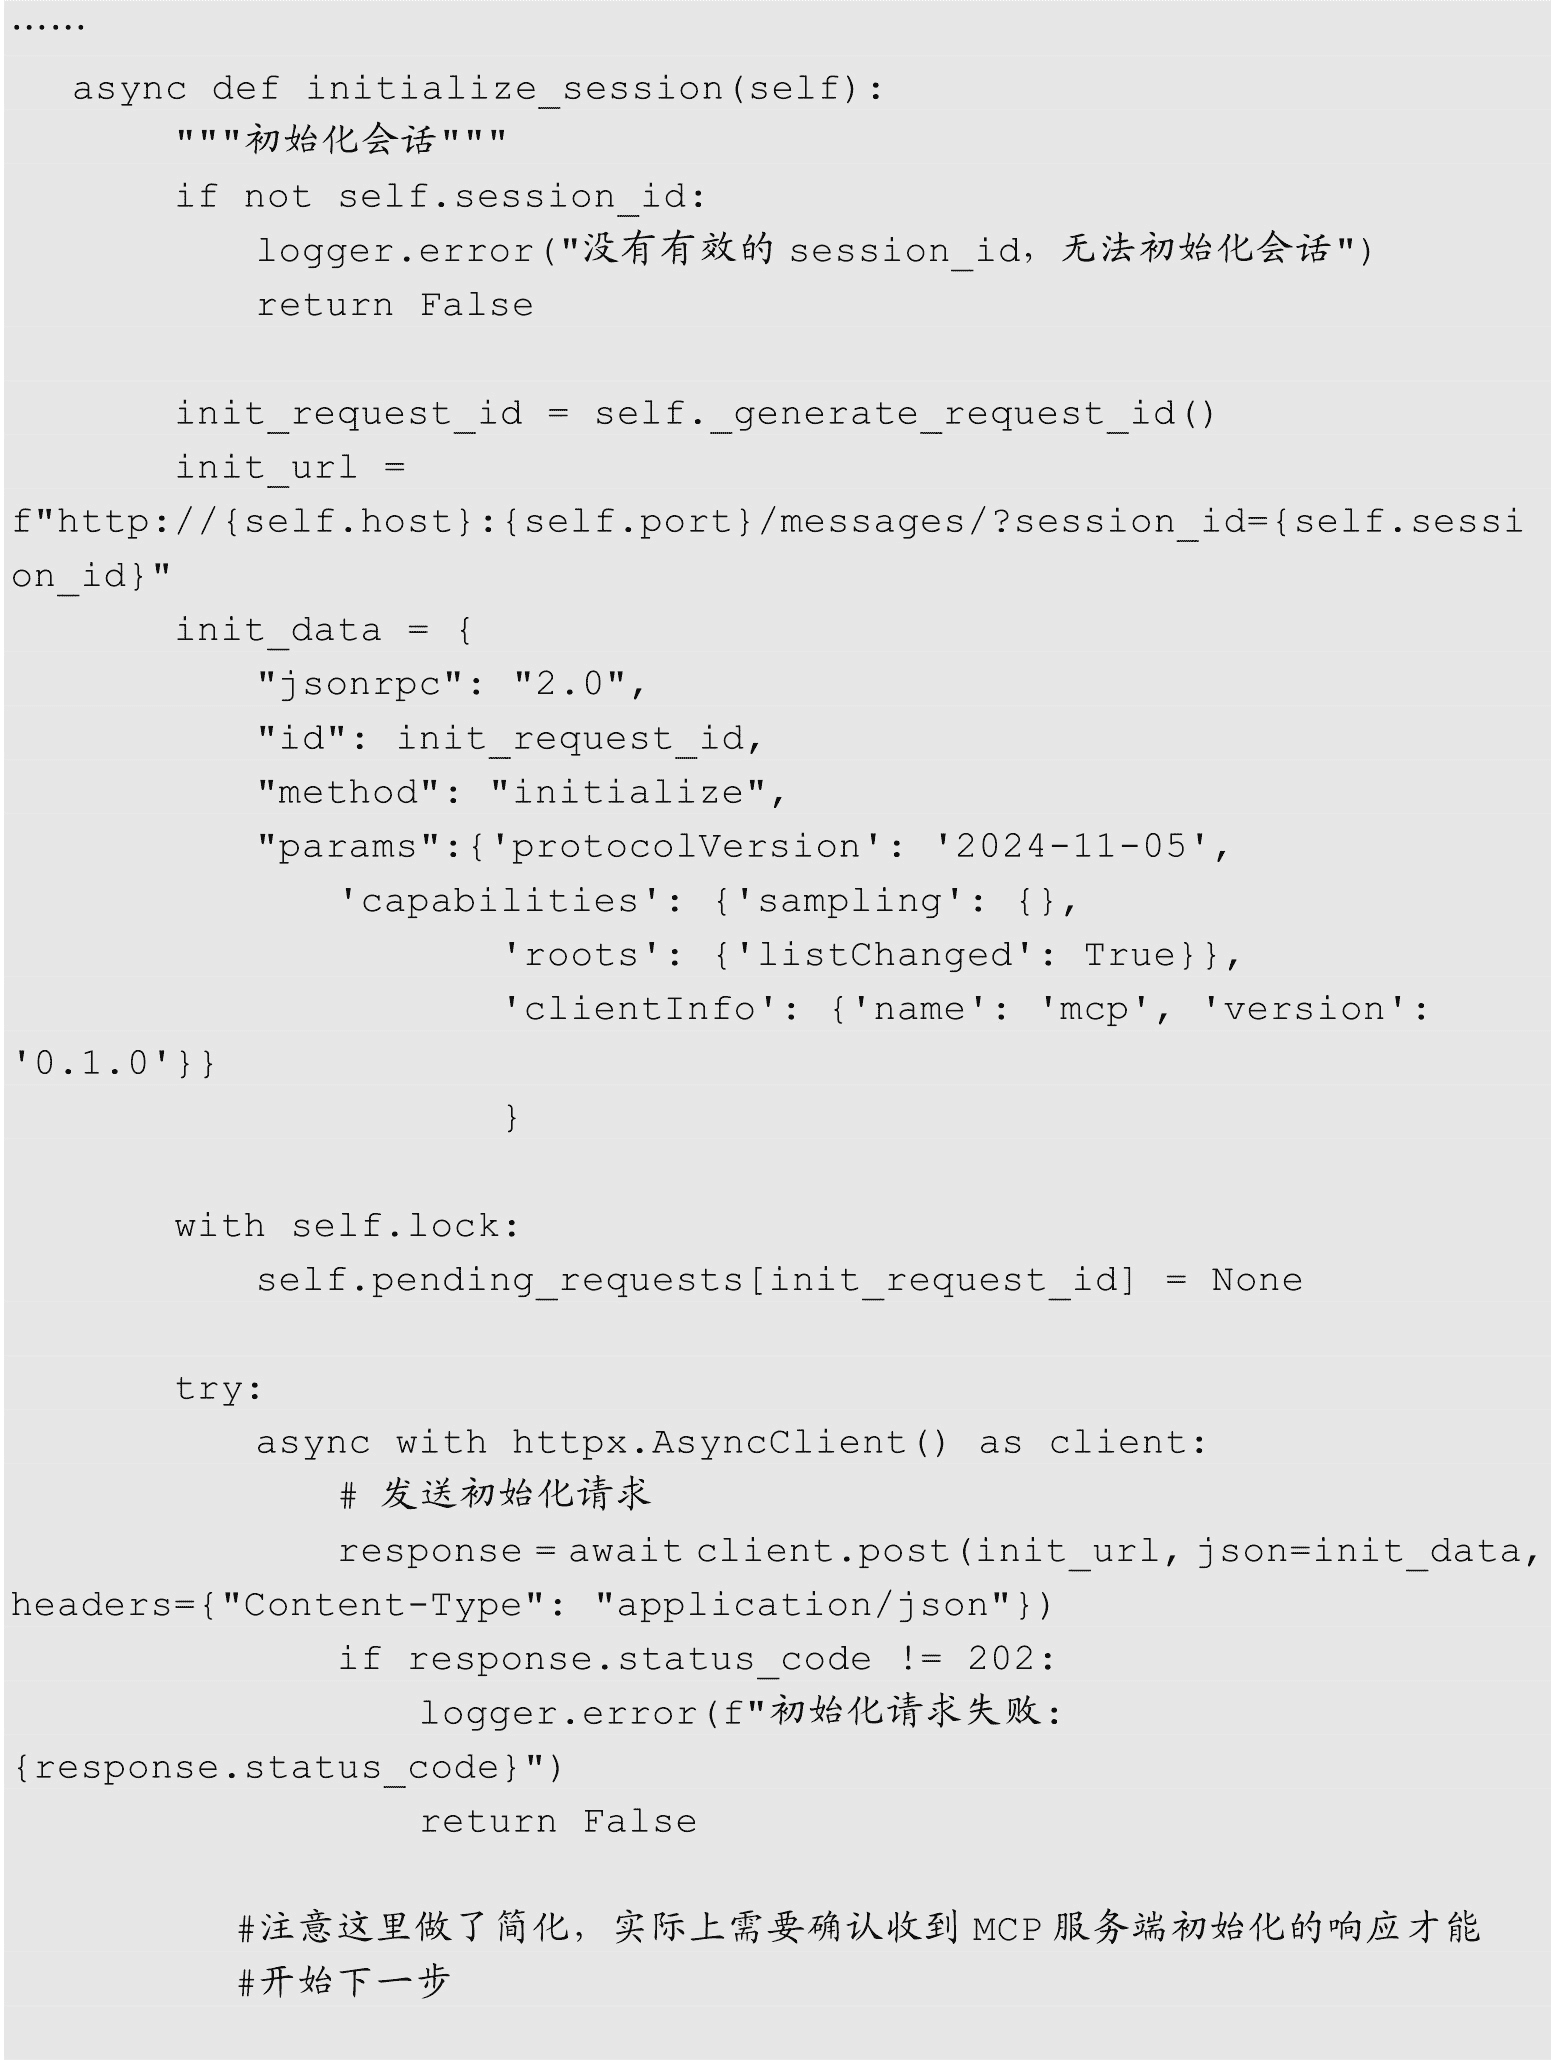 ……
async def initialize_session(self):
"""初始化会话"""
if not self.session_id:
logger.error("没有有效的 session_id，无法初始化会话")
return False
init_request_id = self._generate_request_id()
init_url =
f"http://{self.host}:{self.port}/messages/?session_id={self.sessi
on_id}"
init_data = {
"jsonrpc": "2.0",
"id": init_request_id,
"method": "initialize",
"params":{'protocolVersion': '2024-11-05',
'capabilities': {'sampling': {},
'roots': {'listChanged': True}},
'clientInfo': {'name': 'mcp', 'version':
'0.1.0'}}
}
with self.lock:
self.pending_requests[init_request_id] = None
try:
async with httpx.AsyncClient() as client:
# 发送初始化请求
response = await client.post(init_url, json=init_data,
headers={"Content-Type": "application/json"})
if response.status_code != 202:
logger.error(f"初始化请求失败:
{response.status_code}")
return False
#注意这里做了简化，实际上需要确认收到 MCP 服务端初始化的响应才能
#开始下一步